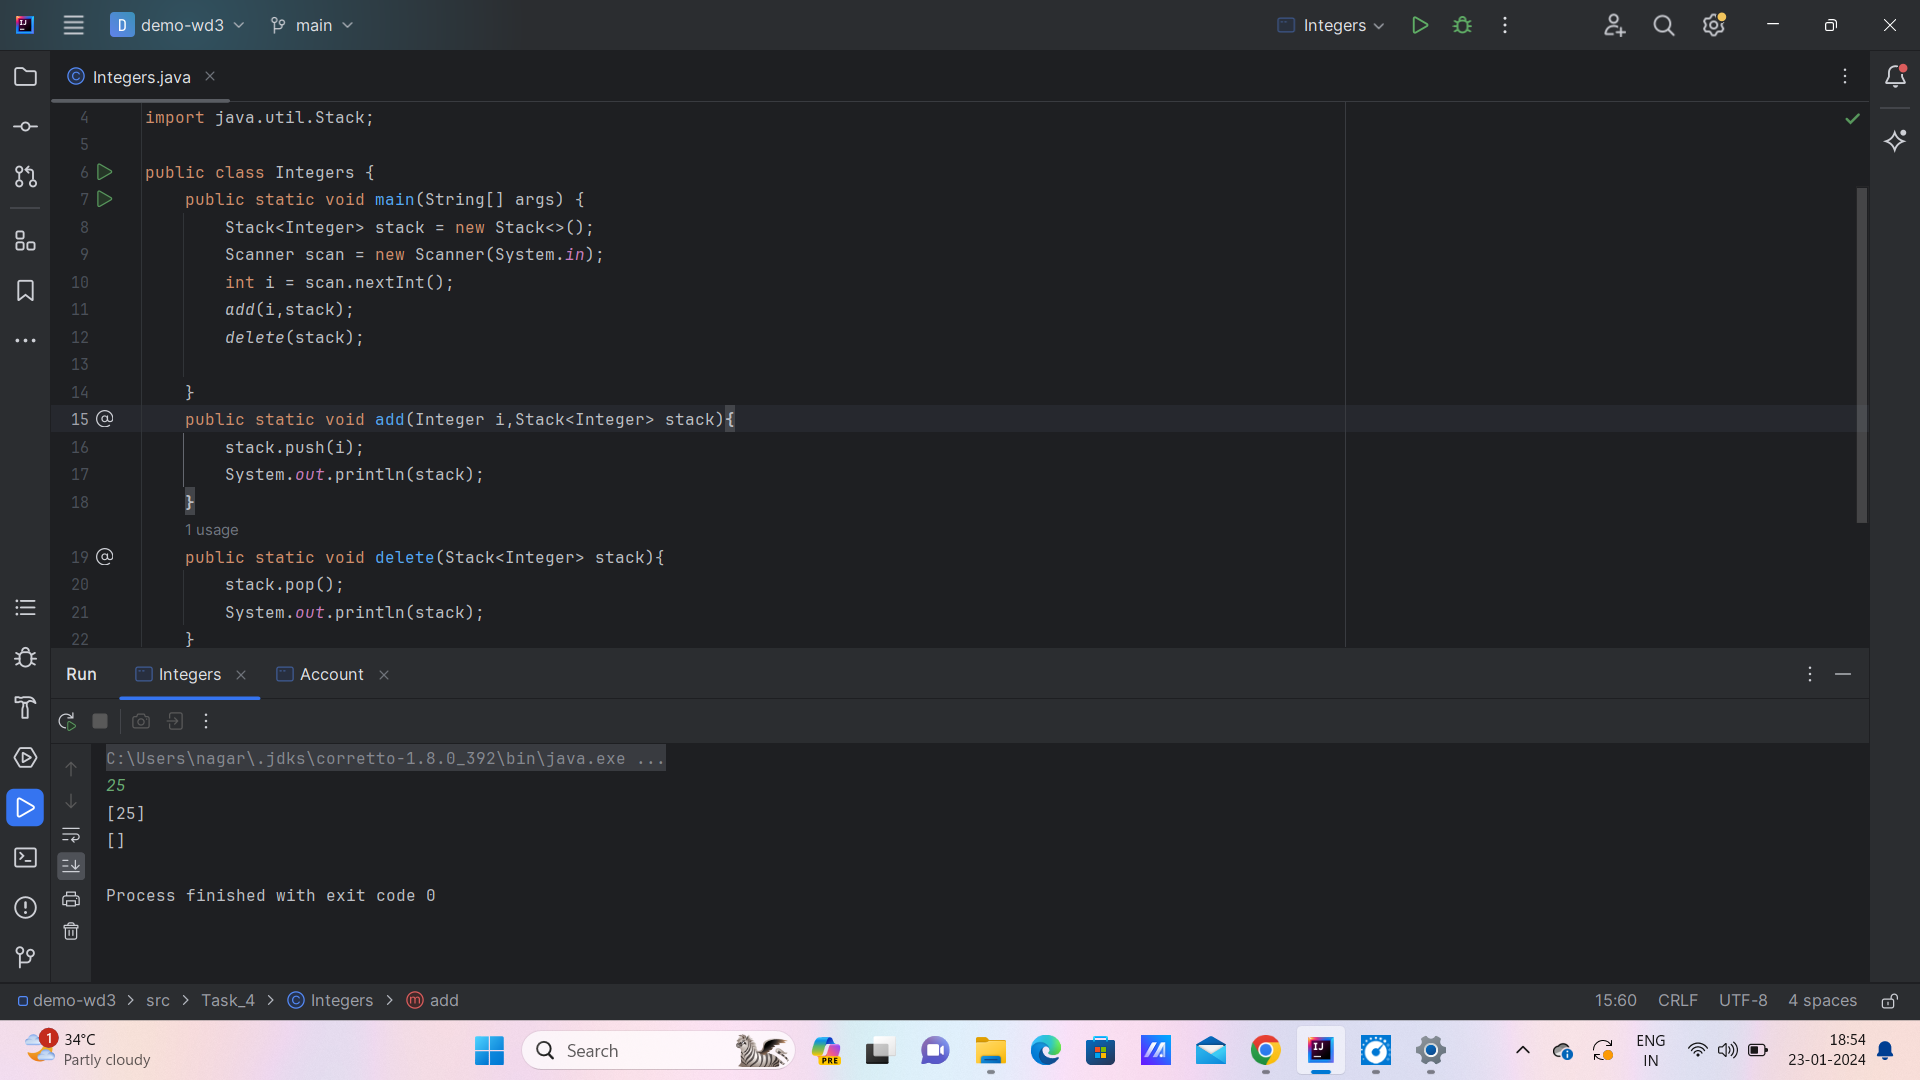 D demo-wd3 main Integers
Integers.java
4 import java.util.Stack;
5
6 public class Integers {
7 public static void main(String[] args) {
8 Stack<Integer> stack = new Stack<>();
9 Scanner scan = new Scanner(System.in);
10 int i = scan.nextInt();
11 add(i,stack);
12 delete(stack);
13
14 }
15 @ public static void add(Integer i,Stack<Integer> stack){
16 stack.push(i);
17 System.out.println(stack);
18 }
1 usage
19 @ public static void delete(Stack<Integer> stack){
20 stack.pop();
21 System.out.println(stack);
22 }
Run Integers Account
C:\Users\nagar\.jdks\corretto-1.8.0_392\bin\java.exe ...
25
[25]
[]
Process finished with exit code 0
demo-wd3 > src > Task_4 > Integers > add 15:60 CRLF UTF-8 4 spaces
1 34°C
Partly cloudy
Search
PRE
ENG
IN
18:54
23-01-2024